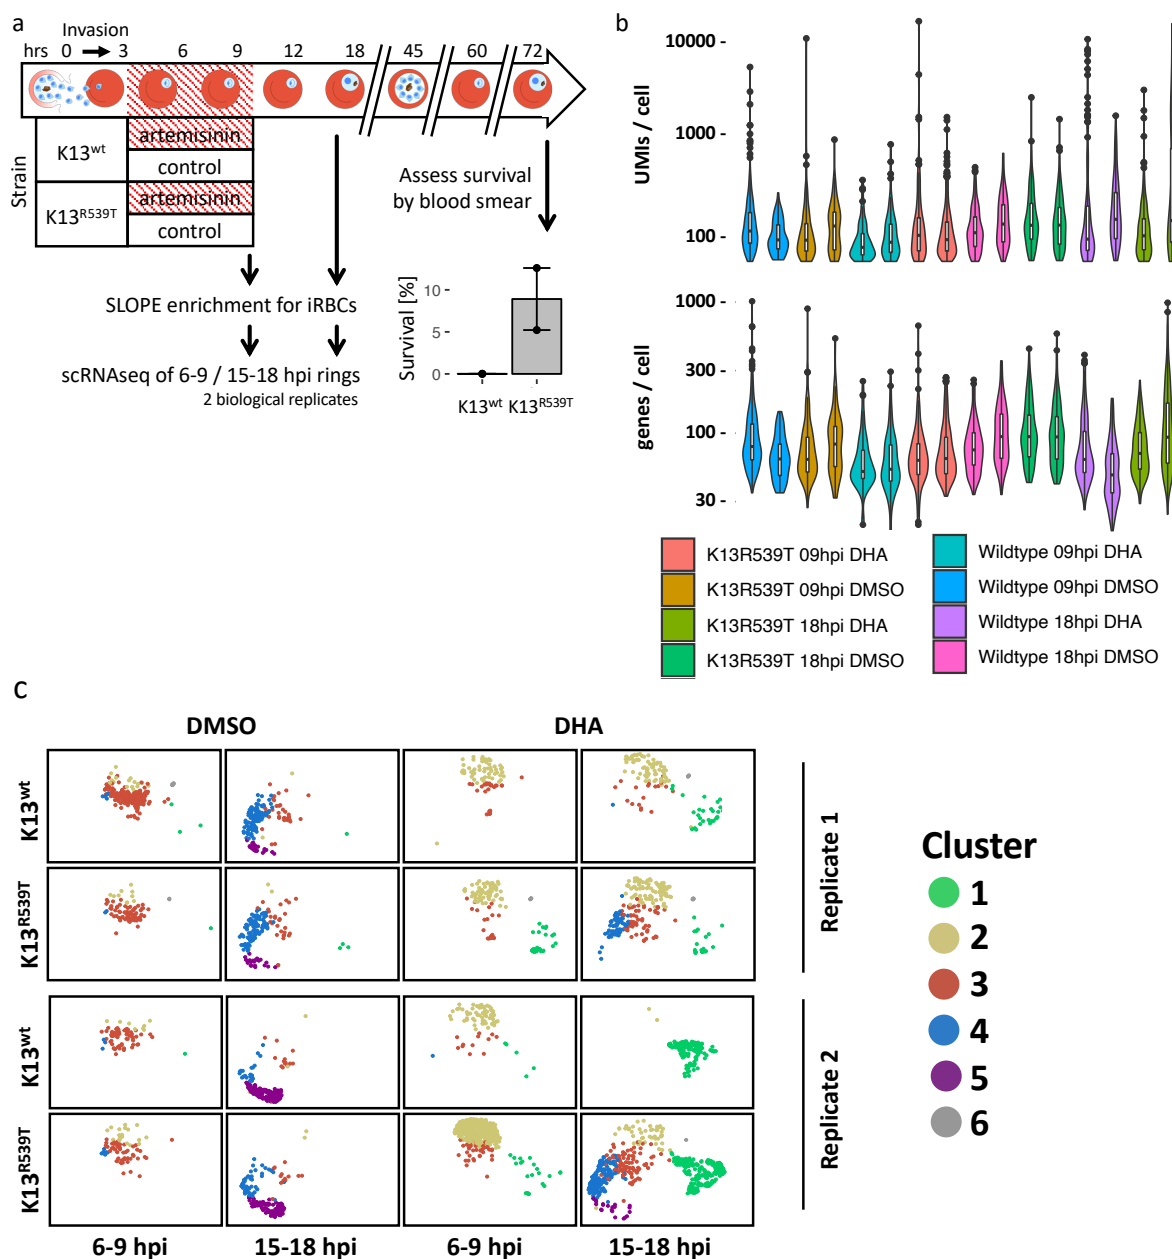 a
Invasion
hrs 0 3 6 9 12 18 45 60 72
Strain
K13wt
artemisinin
control
K13R539T
artemisinin
control
Assess survival
by blood smear
SLOPE enrichment for iRBCs
scRNAseq of 6-9 / 15-18 hpi rings
2 biological replicates
Survival [%]
10
5
0
K13wt K13R539T
b
UMIs / cell
10000 -
1000 -
100 -
genes / cell
1000 -
300 -
100 -
30 -
K13R539T 09hpi DHA
K13R539T 09hpi DMSO
K13R539T 18hpi DHA
K13R539T 18hpi DMSO
Wildtype 09hpi DHA
Wildtype 09hpi DMSO
Wildtype 18hpi DHA
Wildtype 18hpi DMSO
c
DMSO DHA
K13wt
K13R539T
K13wt
K13R539T
Replicate 1
Replicate 2
6-9 hpi 15-18 hpi 6-9 hpi 15-18 hpi
Cluster
1
2
3
4
5
6